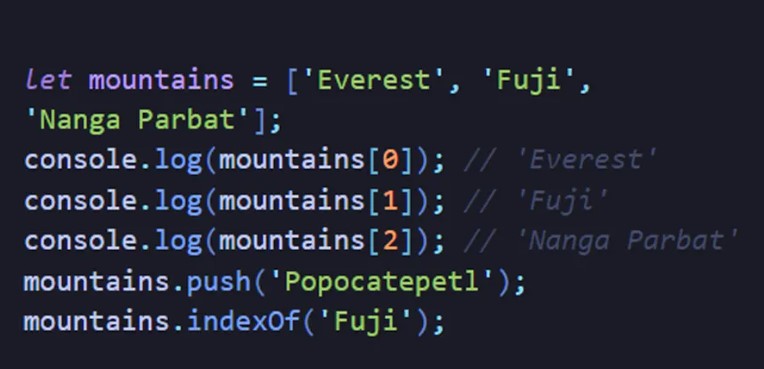 let mountains = ['Everest', 'Fuji',
'Nanga Parbat'];
console.log(mountains[0]); // 'Everest'
console.log(mountains[1]); // 'Fuji'
console.log(mountains[2]); // 'Nanga Parbat'
mountains.push('Popocatepetl');
mountains.indexOf('Fuji');